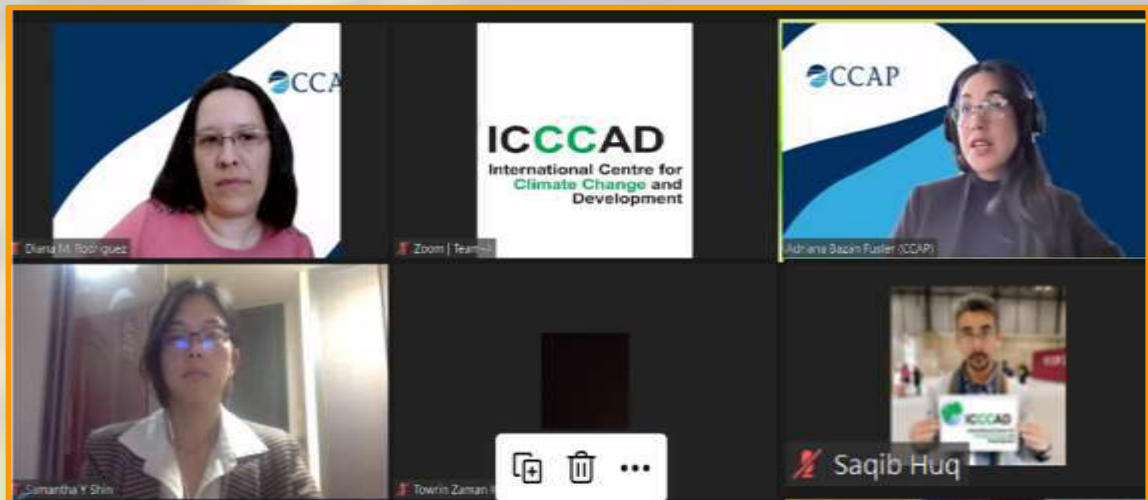 CCA
ICCCAD
International Centre for
Climate Change and
Development
CCAP
Diana M. Rodriguez
Zoom | Team-
Adriana Bazan Fusler (CCAP)
Samantha Y Shin
Towrin Zaman
ICCCAD
Saqib Huq